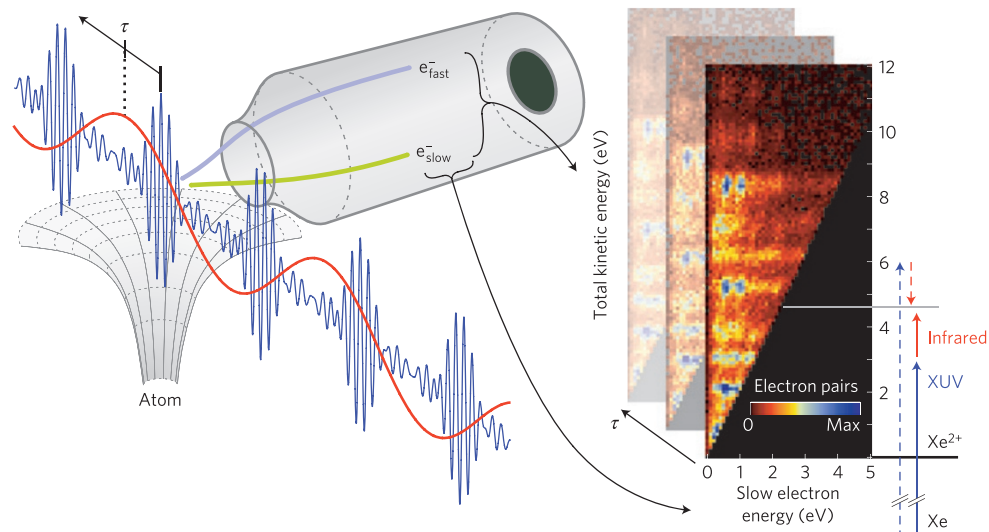 τ
e⁻fast
e⁻slow
Atom
τ
Total kinetic energy (eV)
12
10
8
6
4
2
Electron pairs
0 Max
0 1 2 3 4 5
Slow electron
energy (eV)
Infrared
XUV
Xe²⁺
Xe